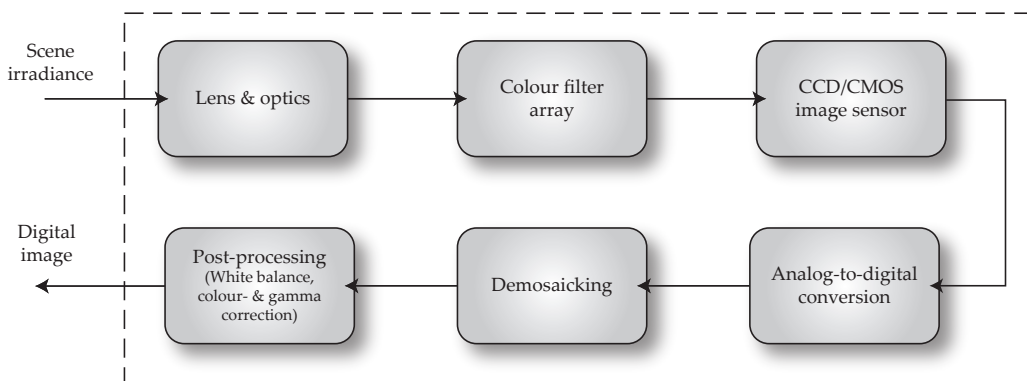 Scene
irradiance
Lens & optics
Colour filter
array
CCD/CMOS
image sensor
Digital
image
Post-processing
(White balance,
colour- & gamma
correction)
Demosaicking
Analog-to-digital
conversion